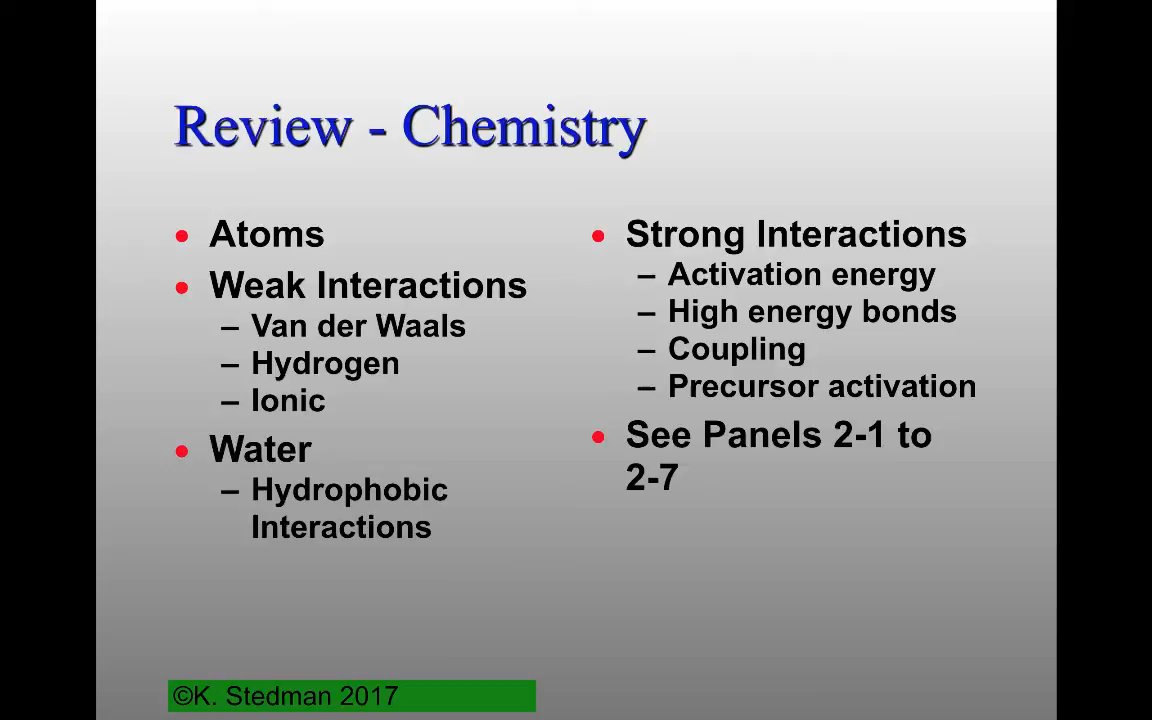 Review - Chemistry
• Atoms
• Weak Interactions
– Van der Waals
– Hydrogen
– Ionic
• Water
– Hydrophobic
Interactions
• Strong Interactions
– Activation energy
– High energy bonds
– Coupling
– Precursor activation
• See Panels 2-1 to
2-7
©K. Stedman 2017